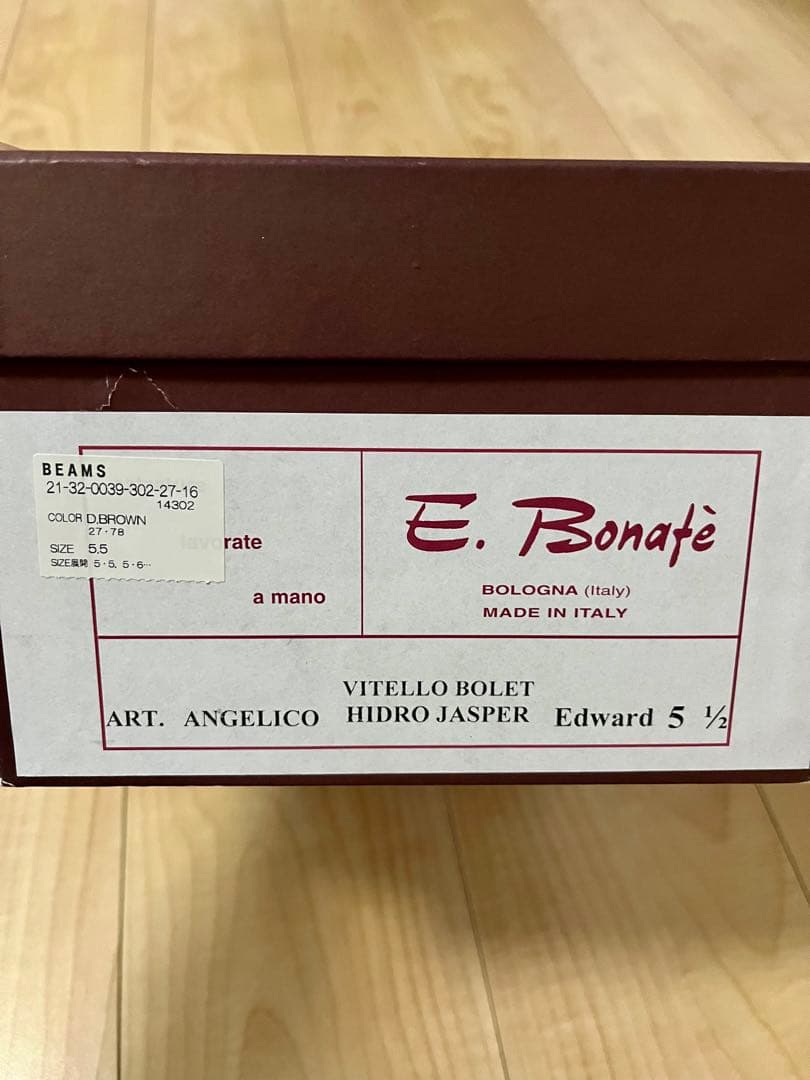 BEAMS
21-32-0039-302-27-16
14302
COLOR D.BROWN
27・78
SIZE 5.5
SIZE展開 5・5, 5・6…
lavorate
a mano
E. Bonafè
BOLOGNA (Italy)
MADE IN ITALY
ART. ANGELICO VITELLO BOLET
HIDRO JASPER Edward 5 ½